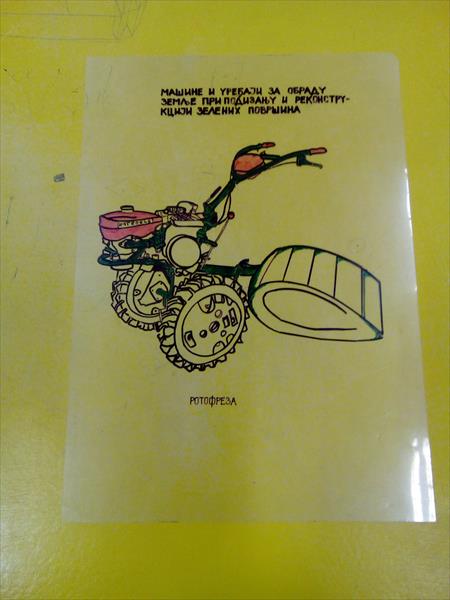 МАШИНЕ И УРЕЂАЈИ ЗА ОБРАДУ
ЗЕМЉЕ ПРИ ПОДИЗАЊУ И РЕКОНСТРУ-
КЦИЈИ ЗЕЛЕНИХ ПОВРШИНА
РОТОФРЕЗА